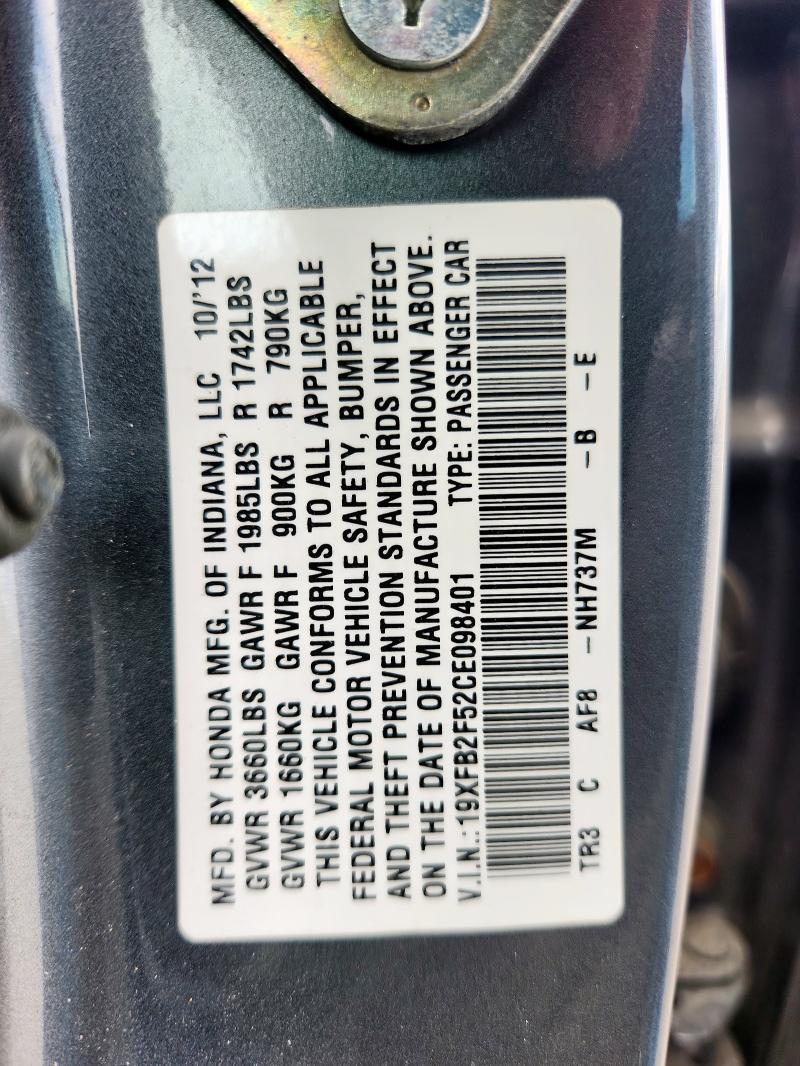 MFD. BY HONDA MFG. OF INDIANA, LLC 10/'12
GVWR 3660LBS GAWR F 1985LBS R 1742LBS
GVWR 1660KG GAWR F 900KG R 790KG
THIS VEHICLE CONFORMS TO ALL APPLICABLE
FEDERAL MOTOR VEHICLE SAFETY, BUMPER,
AND THEFT PREVENTION STANDARDS IN EFFECT
ON THE DATE OF MANUFACTURE SHOWN ABOVE.
V.I.N.:19XFB2F52CE098401 TYPE: PASSENGER CAR
TR3 C AF8 -NH737M -B -E